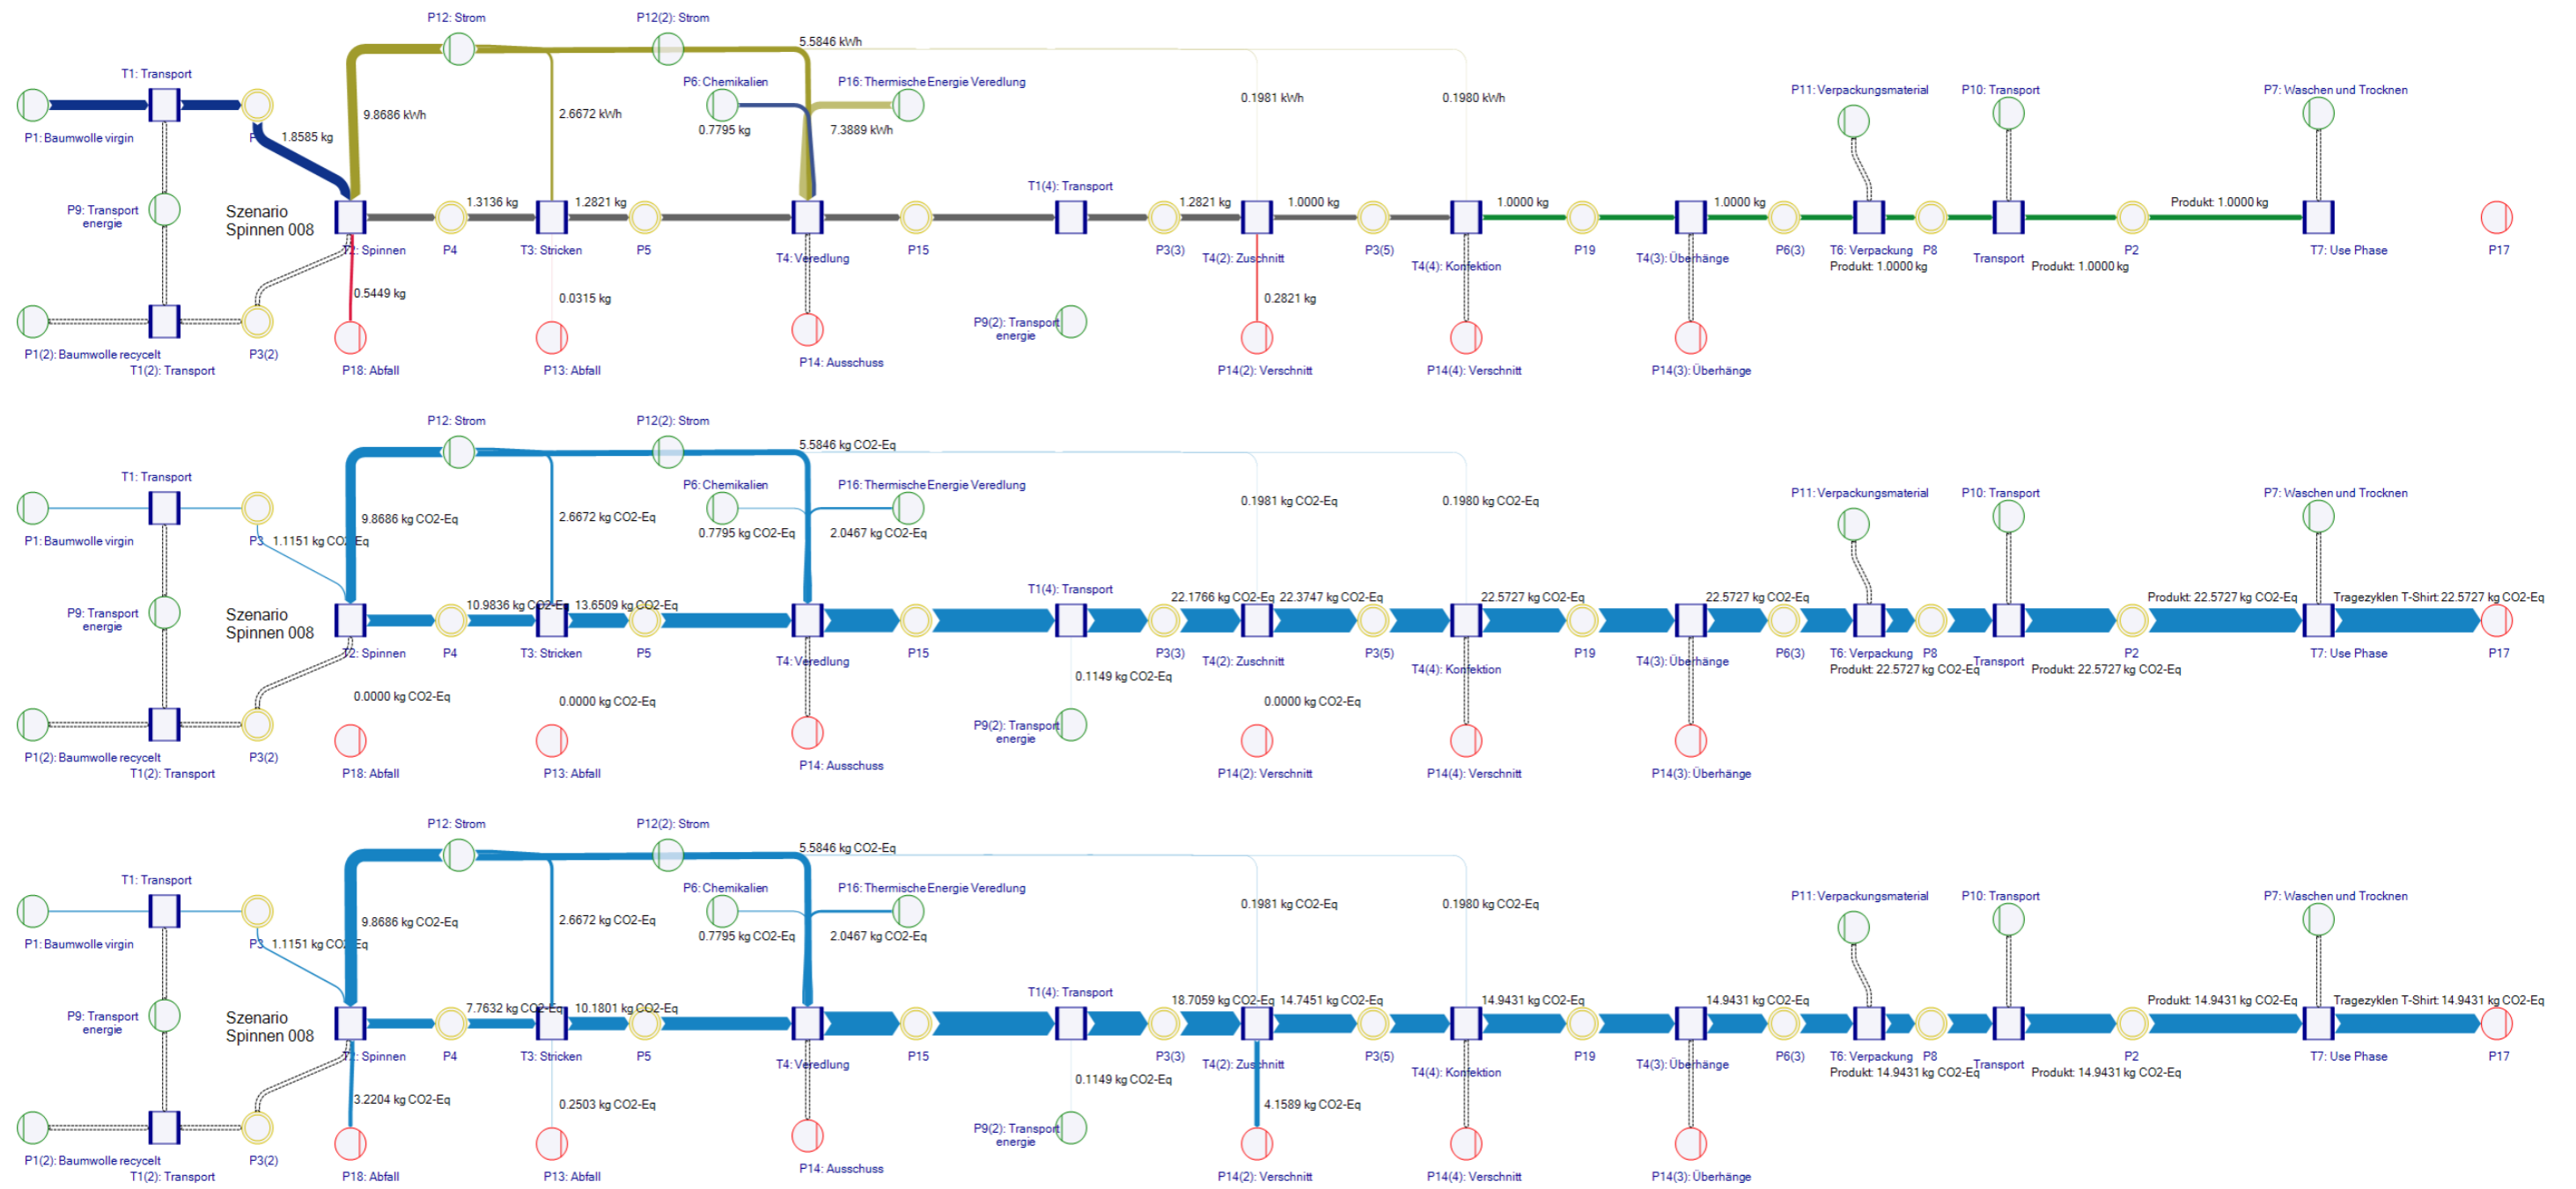 P12: Strom
P12(2): Strom
5.5846 kWh
T1: Transport
P6: Chemikalien
P16: Thermische Energie Veredlung
P11: Verpackungsmaterial
P10: Transport
P7: Waschen und Trocknen
0.1981 kWh
0.1980 kWh
9.8686 kWh
2.6672 kWh
0.7795 kg
7.3889 kWh
P1: Baumwolle virgin
1.8585 kg
T1(4): Transport
P9: Transport
energie
Szenario
Spinnen 008
1.3136 kg
1.2821 kg
1.2821 kg
1.0000 kg
1.0000 kg
1.0000 kg
Produkt: 1.0000 kg
T2: Spinnen
P4
T3: Stricken
P5
T4: Veredlung
P15
P3(3)
T4(2): Zuschnitt
P3(5)
T4(4): Konfektion
P19
T4(3): Überhänge
P6(3)
T6: Verpackung
P8
Transport
P2
T7: Use Phase
P17
Produkt: 1.0000 kg
Produkt: 1.0000 kg
0.5449 kg
0.0315 kg
0.2821 kg
P9(2): Transport
energie
P1(2): Baumwolle recycelt
P3(2)
T1(2): Transport
P18: Abfall
P13: Abfall
P14: Ausschuss
P14(2): Verschnitt
P14(4): Verschnitt
P14(3): Überhänge
P12: Strom
P12(2): Strom
5.5846 kg CO2-Eq
T1: Transport
P6: Chemikalien
P16: Thermische Energie Veredlung
P11: Verpackungsmaterial
P10: Transport
P7: Waschen und Trocknen
0.1981 kg CO2-Eq
0.1980 kg CO2-Eq
9.8686 kg CO2-Eq
2.6672 kg CO2-Eq
0.7795 kg CO2-Eq
2.0467 kg CO2-Eq
P1: Baumwolle virgin
P3
1.1151 kg CO2-Eq
T1(4): Transport
P9: Transport
energie
Szenario
Spinnen 008
10.9836 kg CO2-Eq
13.6509 kg CO2-Eq
22.1766 kg CO2-Eq
22.3747 kg CO2-Eq
22.5727 kg CO2-Eq
22.5727 kg CO2-Eq
Produkt: 22.5727 kg CO2-Eq
Tragezyklen T-Shirt: 22.5727 kg CO2-Eq
T2: Spinnen
P4
T3: Stricken
P5
T4: Veredlung
P15
P3(3)
T4(2): Zuschnitt
P3(5)
T4(4): Konfektion
P19
T4(3): Überhänge
P6(3)
T6: Verpackung
P8
Transport
P2
T7: Use Phase
P17
Produkt: 22.5727 kg CO2-Eq
Produkt: 22.5727 kg CO2-Eq
0.0000 kg CO2-Eq
0.0000 kg CO2-Eq
0.1149 kg CO2-Eq
0.0000 kg CO2-Eq
P9(2): Transport
energie
P1(2): Baumwolle recycelt
P3(2)
T1(2): Transport
P18: Abfall
P13: Abfall
P14: Ausschuss
P14(2): Verschnitt
P14(4): Verschnitt
P14(3): Überhänge
P12: Strom
P12(2): Strom
5.5846 kg CO2-Eq
T1: Transport
P6: Chemikalien
P16: Thermische Energie Veredlung
P11: Verpackungsmaterial
P10: Transport
P7: Waschen und Trocknen
0.1981 kg CO2-Eq
0.1980 kg CO2-Eq
9.8686 kg CO2-Eq
2.6672 kg CO2-Eq
0.7795 kg CO2-Eq
2.0467 kg CO2-Eq
P1: Baumwolle virgin
P3
1.1151 kg CO2-Eq
T1(4): Transport
P9: Transport
energie
Szenario
Spinnen 008
7.7632 kg CO2-Eq
10.1801 kg CO2-Eq
18.7059 kg CO2-Eq
14.7451 kg CO2-Eq
14.9431 kg CO2-Eq
14.9431 kg CO2-Eq
Produkt: 14.9431 kg CO2-Eq
Tragezyklen T-Shirt: 14.9431 kg CO2-Eq
T2: Spinnen
P4
T3: Stricken
P5
T4: Veredlung
P15
P3(3)
T4(2): Zuschnitt
P3(5)
T4(4): Konfektion
P19
T4(3): Überhänge
P6(3)
T6: Verpackung
P8
Transport
P2
T7: Use Phase
P17
Produkt: 14.9431 kg CO2-Eq
Produkt: 14.9431 kg CO2-Eq
3.2204 kg CO2-Eq
0.2503 kg CO2-Eq
0.1149 kg CO2-Eq
4.1589 kg CO2-Eq
P9(2): Transport
energie
P1(2): Baumwolle recycelt
P3(2)
T1(2): Transport
P18: Abfall
P13: Abfall
P14: Ausschuss
P14(2): Verschnitt
P14(4): Verschnitt
P14(3): Überhänge